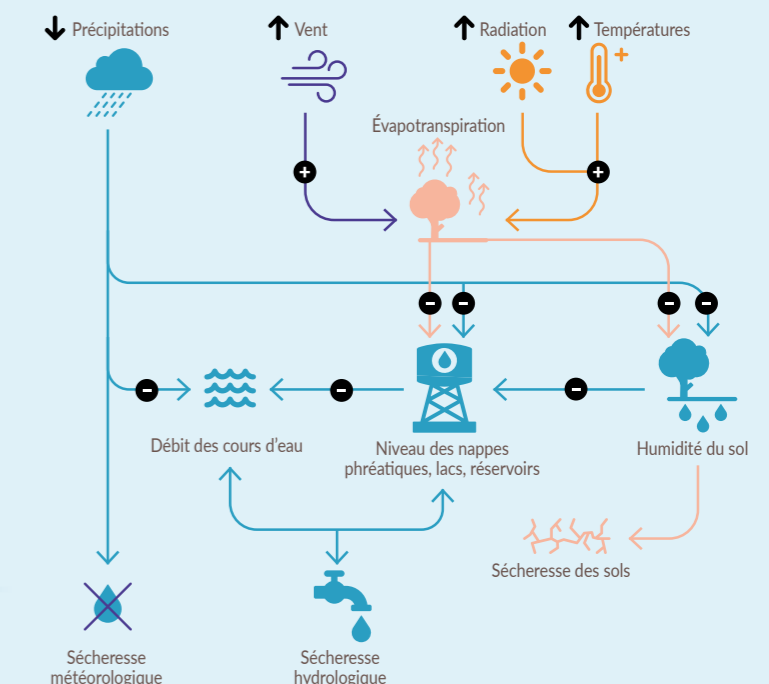 Précipitations
Vent
Radiation
Températures
+
Évapotranspiration
+
+
-
-
-
-
-
-
-
Débit des cours d'eau
Niveau des nappes
phréatiques, lacs, réservoirs
Humidité du sol
Sécheresse des sols
Sécheresse
météorologique
Sécheresse
hydrologique